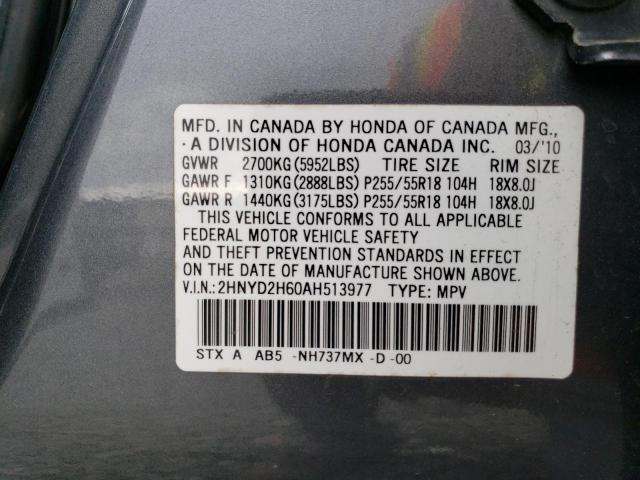 MFD. IN CANADA BY HONDA OF CANADA MFG.,
· A DIVISION OF HONDA CANADA INC. 03/'10
GVWR 2700KG(5952LBS) TIRE SIZE RIM SIZE
GAWR F 1310KG(2888LBS) P255/55R18 104H 18X8.0J
GAWR R 1440KG(3175LBS) P255/55R18 104H 18X8.0J
THIS VEHICLE CONFORMS TO ALL APPLICABLE
FEDERAL MOTOR VEHICLE SAFETY
AND THEFT PREVENTION STANDARDS IN EFFECT
ON THE DATE OF MANUFACTURE SHOWN ABOVE.
V.I.N.:2HNYD2H60AH513977 TYPE: MPV
STX A AB5 -NH737MX -D -00